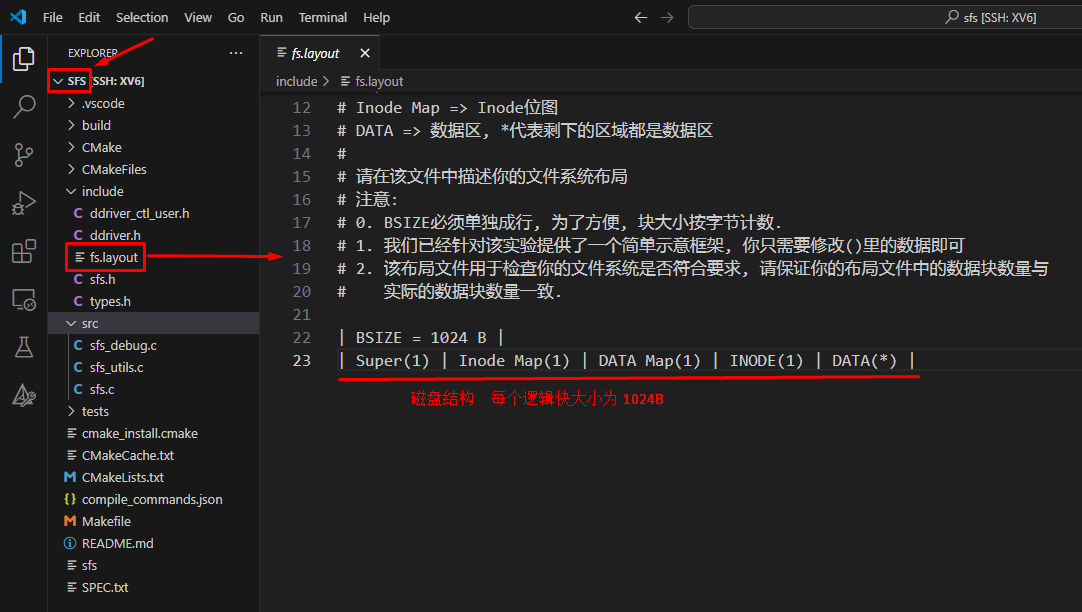 File Edit Selection View Go Run Terminal Help
sfs [SSH: XV6]
EXPLORER
SFS [SSH: XV6]
.vscode
build
CMake
CMakeFiles
include
C ddriver_ctl_user.h
C ddriver.h
fs.layout
C sfs.h
C types.h
src
C sfs_debug.c
C sfs_utils.c
C sfs.c
tests
cmake_install.cmake
CMakeCache.txt
M CMakeLists.txt
{} compile_commands.json
M Makefile
README.md
sfs
SPEC.txt
fs.layout
include > fs.layout
12 # Inode Map => Inode位图
13 # DATA => 数据区, *代表剩下的区域都是数据区
14 #
15 # 请在该文件中描述你的文件系统布局
16 # 注意:
17 # 0. BSIZE必须单独成行, 为了方便, 块大小按字节计数.
18 # 1. 我们已经针对该实验提供了一个简单示意框架, 你只需要修改()里的数据即可
19 # 2. 该布局文件用于检查你的文件系统是否符合要求, 请保证你的布局文件中的数据块数量与
20 #    实际的数据块数量一致.
21
22 | BSIZE = 1024 B |
23 | Super(1) | Inode Map(1) | DATA Map(1) | INODE(1) | DATA(*) |
磁盘结构 每个逻辑快大小为 1024B